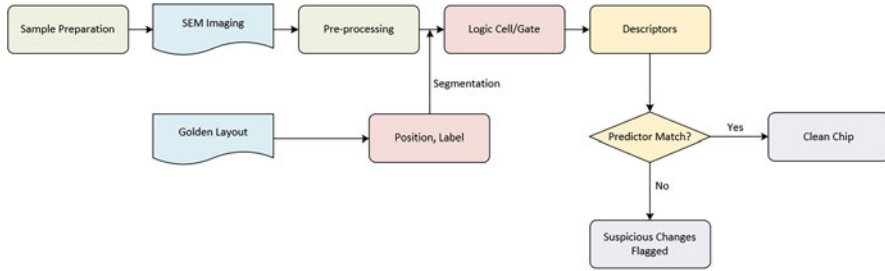 Sample Preparation
SEM Imaging
Pre-processing
Logic Cell/Gate
Descriptors
Segmentation
Golden Layout
Position, Label
Predictor Match?
Yes
Clean Chip
No
Suspicious Changes
Flagged